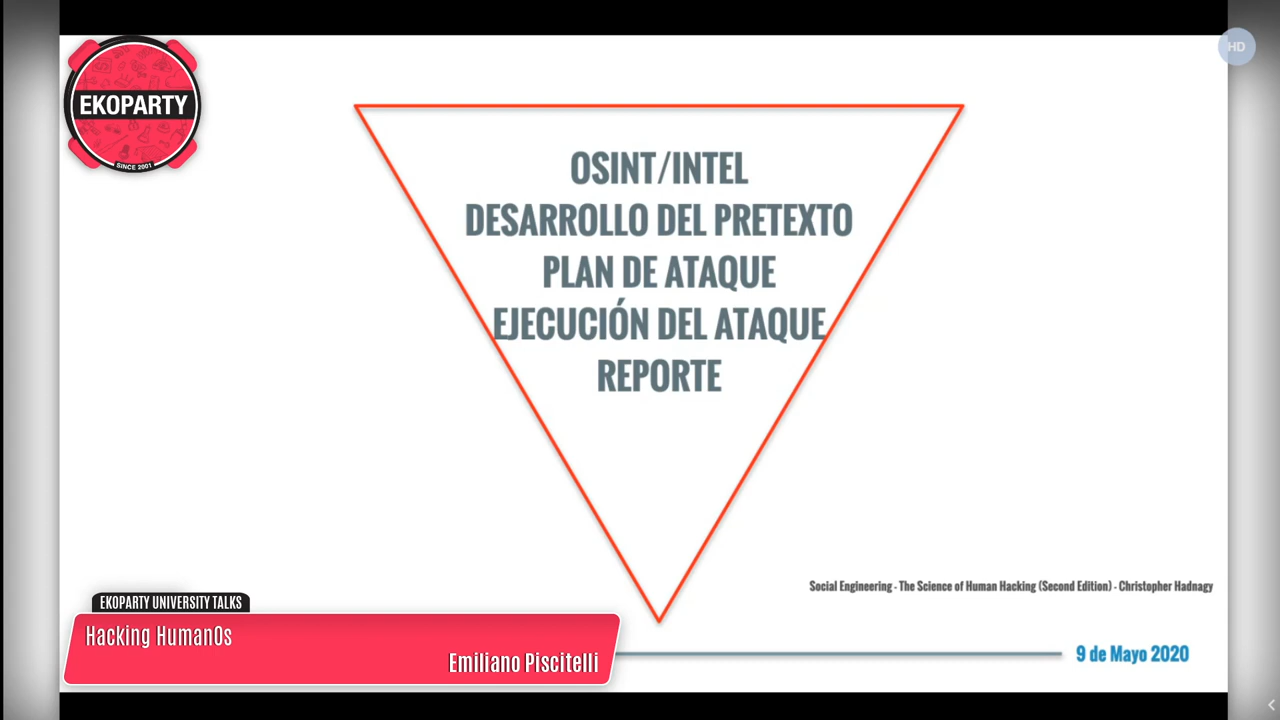 HD
EKOPARTY
SINCE 2001
OSINT/INTEL
DESARROLLO DEL PRETEXTO
PLAN DE ATAQUE
EJECUCIÓN DEL ATAQUE
REPORTE
Social Engineering - The Science of Human Hacking (Second Edition) - Christopher Hadnagy
EKOPARTY UNIVERSITY TALKS
Hacking HumanOs
Emiliano Piscitelli
9 de Mayo 2020